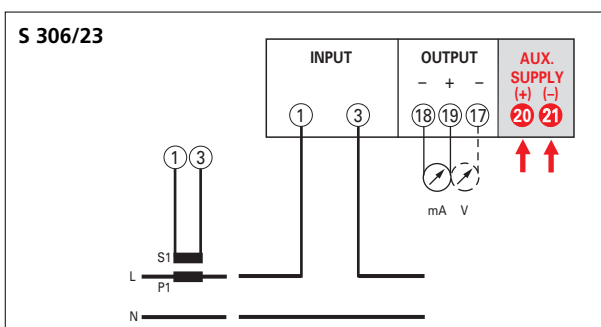 S 306/23
INPUT
OUTPUT
AUX.
SUPPLY
– + –
(+) (–)
1 3
18 19 17
20 21
1 3
mA V
S1
L
P1
N